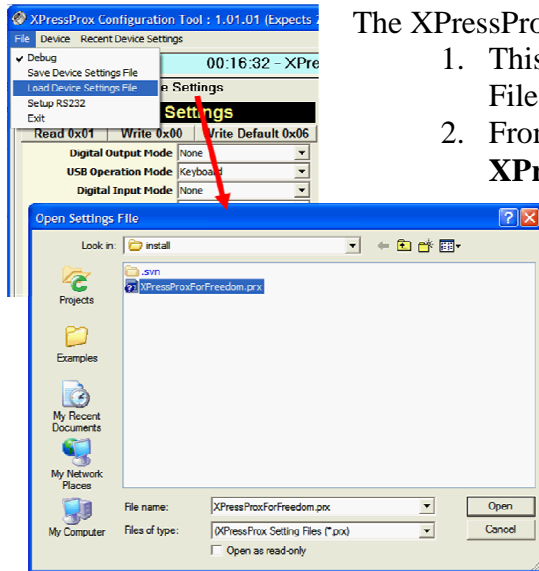 XPressProx Configuration Tool : 1.01.01 (Expects
File Device Recent Device Settings
Debug
Save Device Settings File
Load Device Settings File
Setup RS232
Exit
00:16:32 - XPre
Settings
Settings
Read 0x01 Write 0x00 Write Default 0x06
Digital Output Mode None
USB Operation Mode Keyboard
Digital Input Mode None
The XPressPro
1. This
File
2. From
XPr
Open Settings File
Look in: install
.svn
XPressProxForFreedom.prx
Projects
Examples
My Recent Documents
My Network Places
My Computer
File name: XPressProxForFreedom.prx Open
Files of type: (XPressProx Setting Files (*.prx) Cancel
Open as read-only